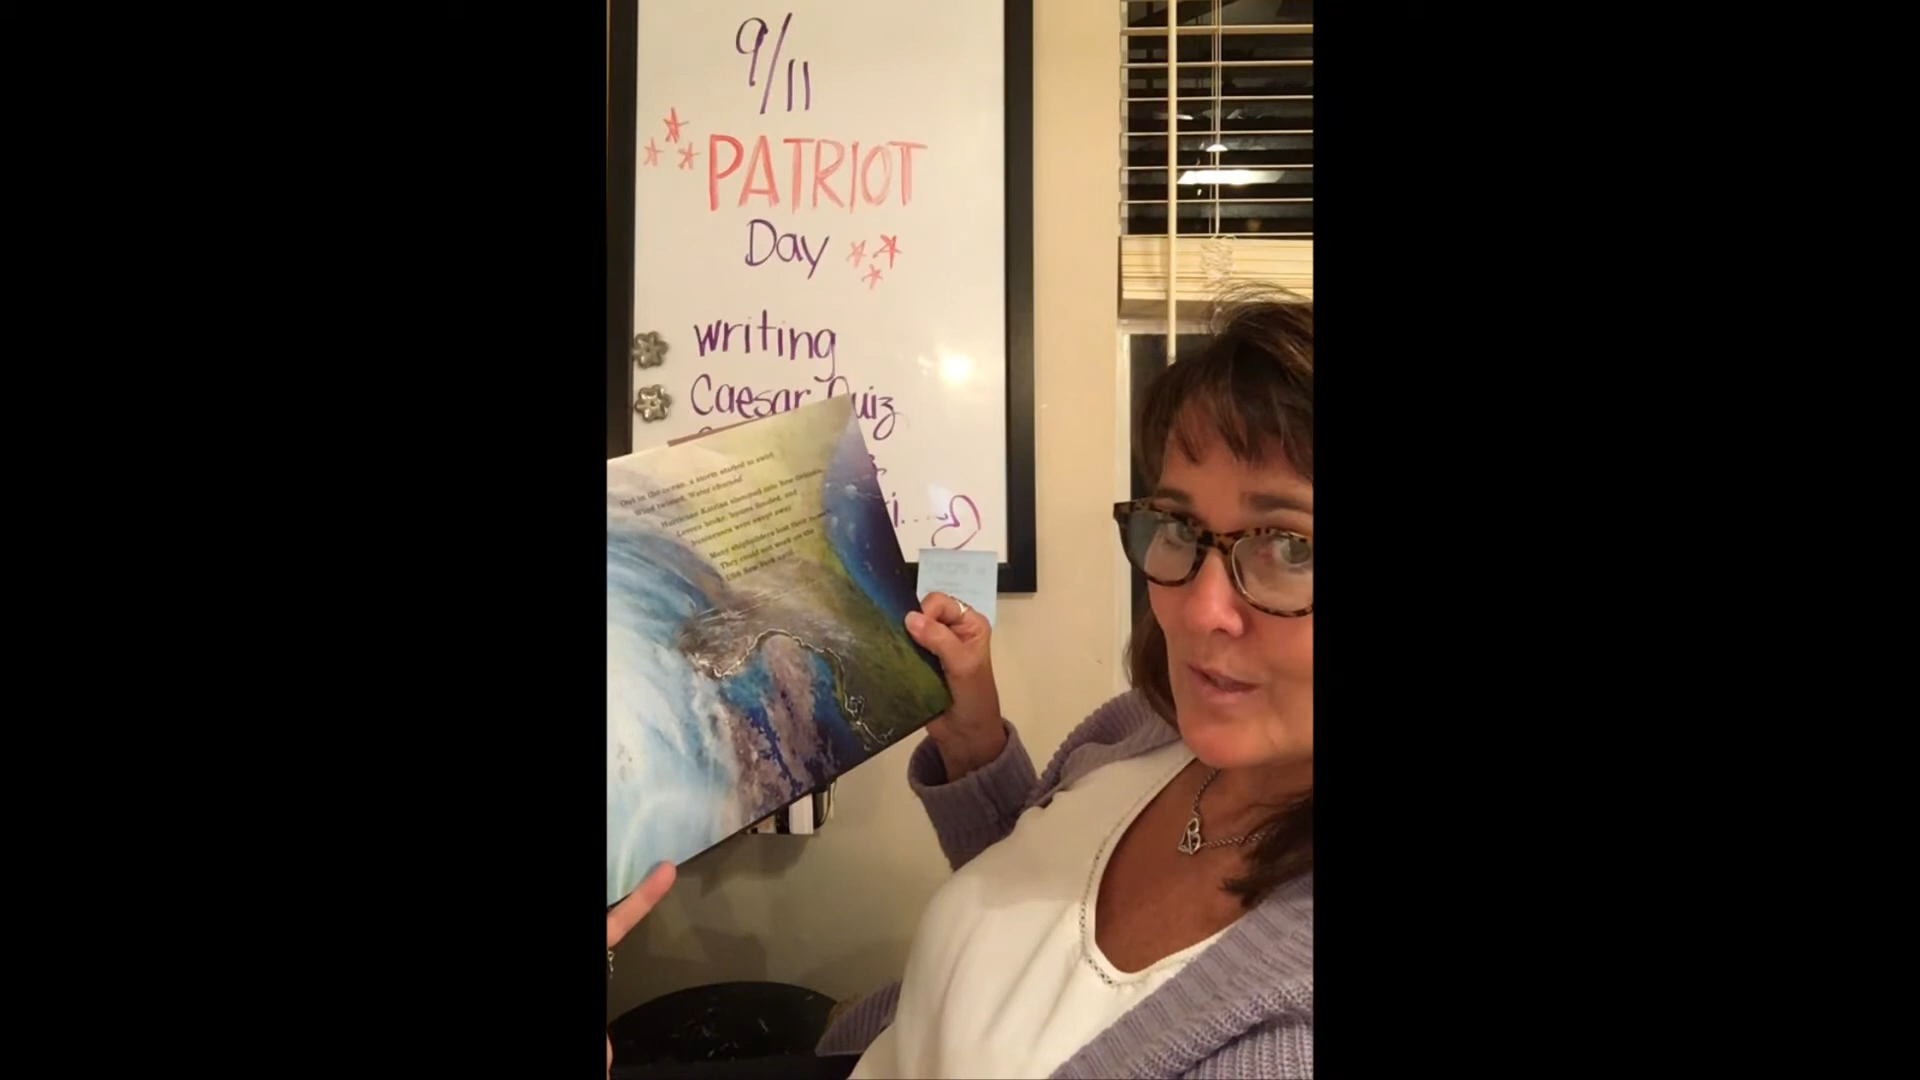 9/11
PATRIOT
Day
writing
Caesar Quiz
Out in the ocean, a storm started to swirl.
Wind twisted. Water churned.
Hurricane Katrina slammed into New Orleans.
Levees broke, homes flooded, and
businesses were swept away.
Many shipbuilders lost their homes.
They could not work on the
USS New York until